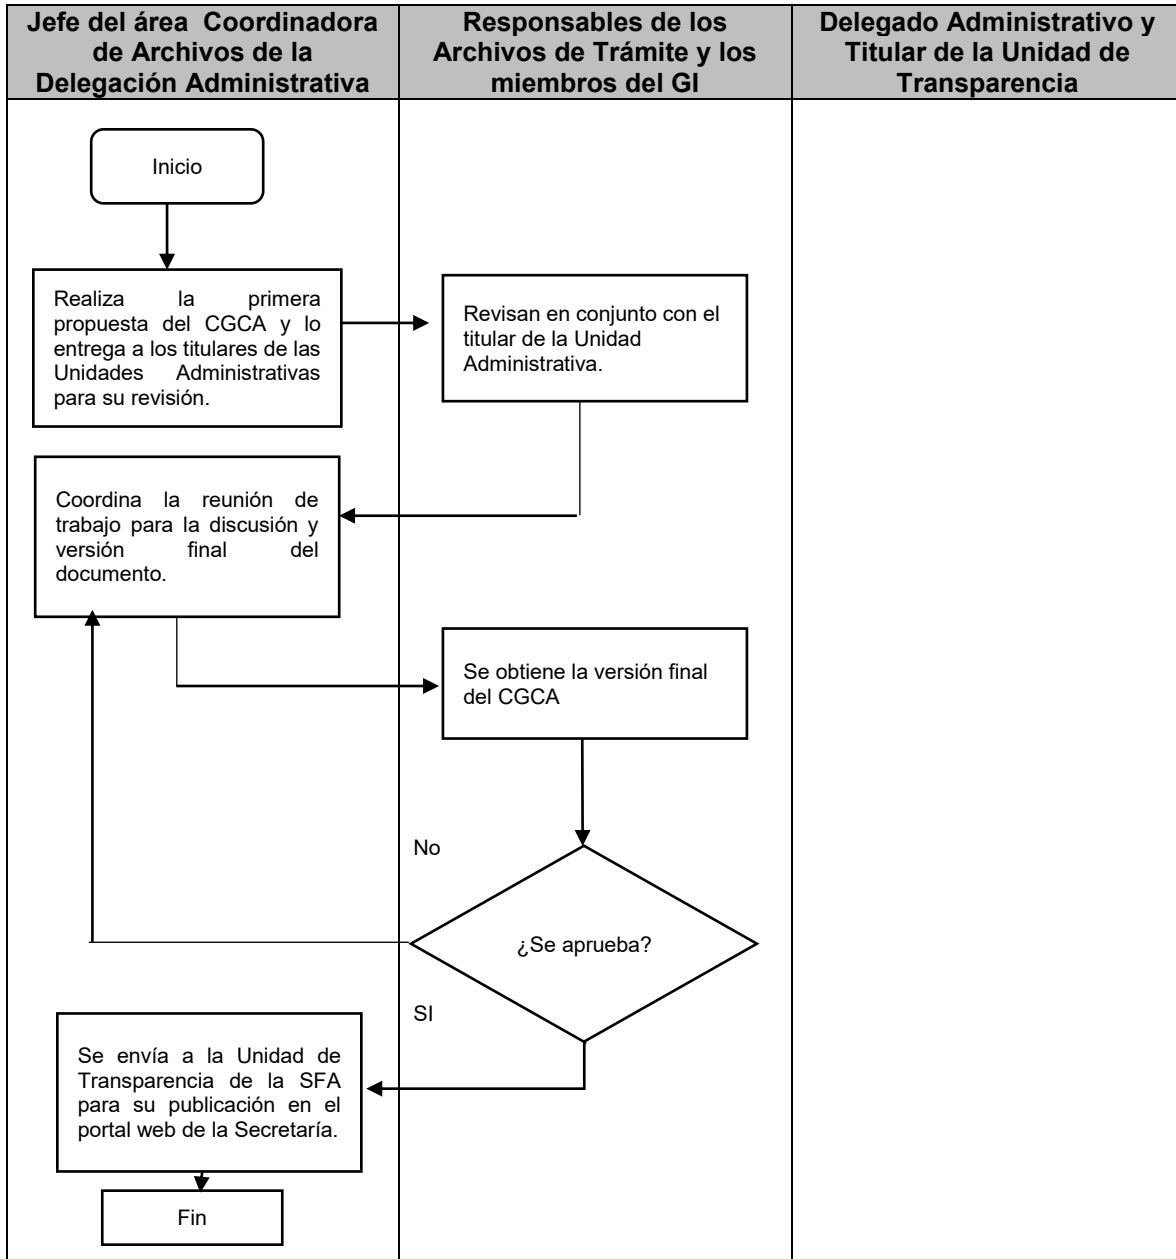 Jefe del área  Coordinadora
de Archivos de la
Delegación Administrativa
Responsables de los
Archivos de Trámite y los
miembros del GI
Delegado Administrativo y
Titular de la Unidad de
Transparencia
Inicio
Realiza la primera
propuesta del CGCA y lo
entrega a los titulares de las
Unidades Administrativas
para su revisión.
Revisan en conjunto con el
titular de la Unidad
Administrativa.
Coordina la reunión de
trabajo para la discusión y
versión final del
documento.
Se obtiene la versión final
del CGCA
No
¿Se aprueba?
SI
Se envía a la Unidad de
Transparencia de la SFA
para su publicación en el
portal web de la Secretaría.
Fin